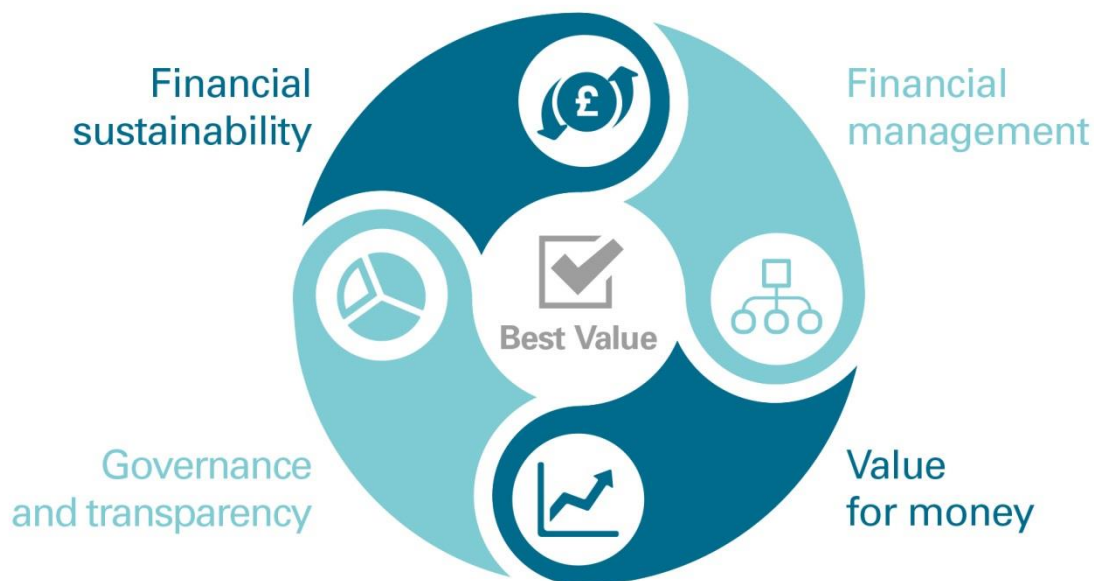 Financial
sustainability
Financial
management
£
Best Value
Governance
and transparency
Value
for money